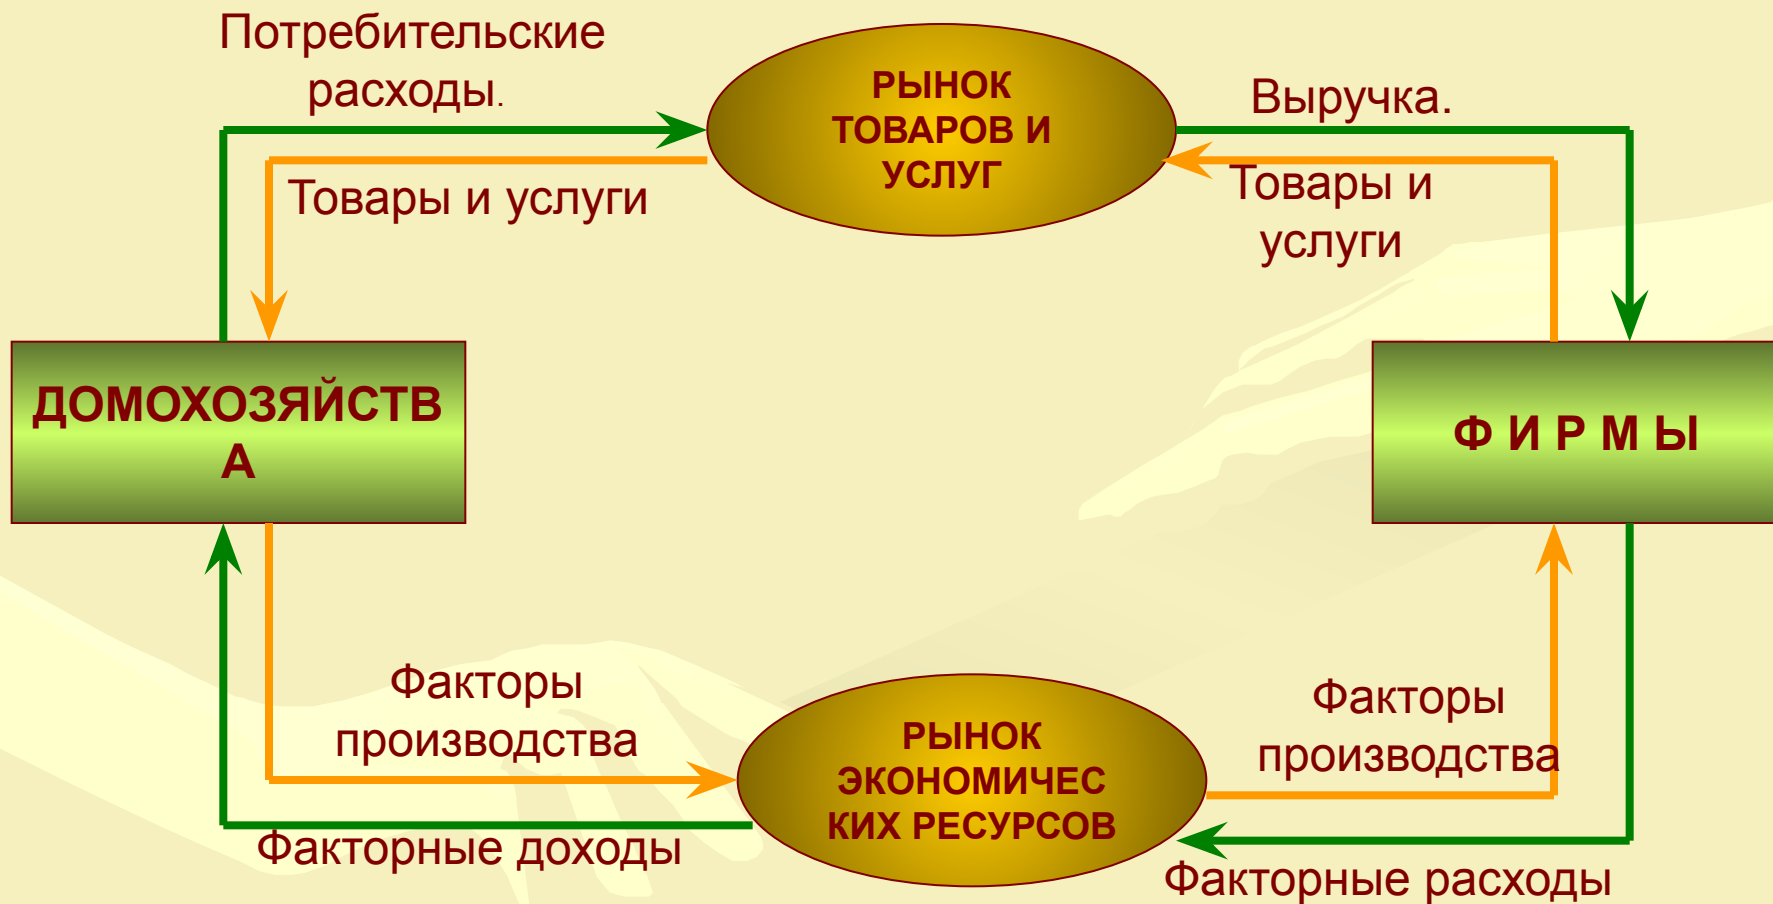 Потребительские
расходы.
РЫНОК
ТОВАРОВ И
УСЛУГ
Выручка.
Товары и услуги
Товары и
услуги
ДОМОХОЗЯЙСТВ
А
Ф И Р М Ы
Факторы
производства
РЫНОК
ЭКОНОМИЧЕС
КИХ РЕСУРСОВ
Факторы
производства
Факторные доходы
Факторные расходы